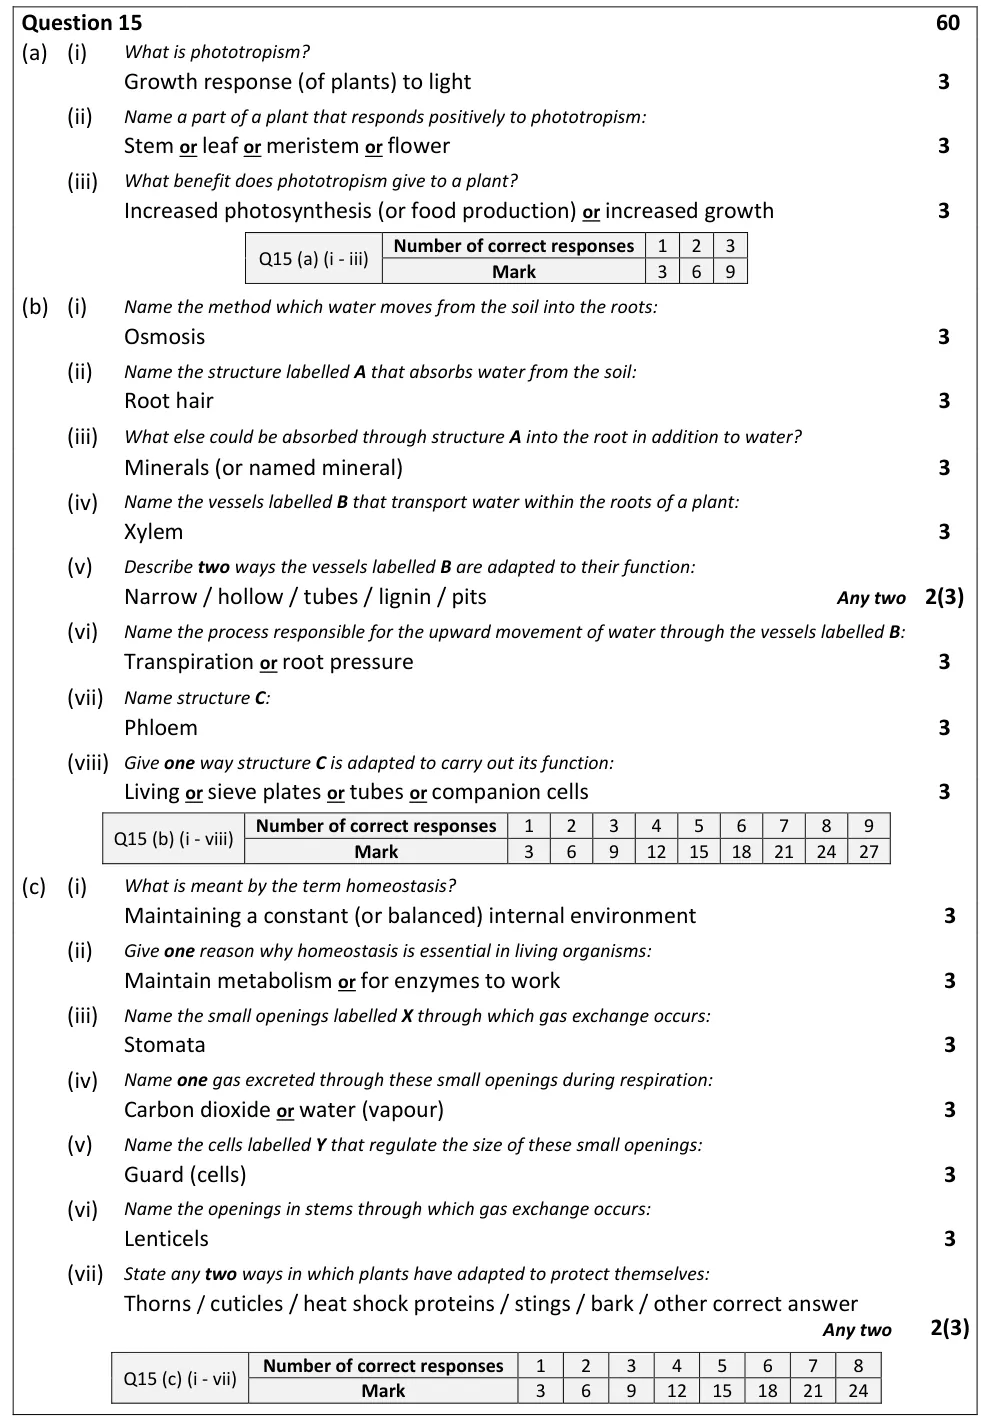 Question 15 60
(a) (i) What is phototropism?
Growth response (of plants) to light 3
(ii) Name a part of a plant that responds positively to phototropism:
Stem or leaf or meristem or flower 3
(iii) What benefit does phototropism give to a plant?
Increased photosynthesis (or food production) or increased growth 3
Q15 (a) (i - iii) Number of correct responses 1 2 3
Mark 3 6 9
(b) (i) Name the method which water moves from the soil into the roots:
Osmosis 3
(ii) Name the structure labelled A that absorbs water from the soil:
Root hair 3
(iii) What else could be absorbed through structure A into the root in addition to water?
Minerals (or named mineral) 3
(iv) Name the vessels labelled B that transport water within the roots of a plant:
Xylem 3
(v) Describe two ways the vessels labelled B are adapted to their function:
Narrow / hollow / tubes / lignin / pits Any two 2(3)
(vi) Name the process responsible for the upward movement of water through the vessels labelled B:
Transpiration or root pressure 3
(vii) Name structure C:
Phloem 3
(viii) Give one way structure C is adapted to carry out its function:
Living or sieve plates or tubes or companion cells 3
Q15 (b) (i - viii) Number of correct responses 1 2 3 4 5 6 7 8 9
Mark 3 6 9 12 15 18 21 24 27
(c) (i) What is meant by the term homeostasis?
Maintaining a constant (or balanced) internal environment 3
(ii) Give one reason why homeostasis is essential in living organisms:
Maintain metabolism or for enzymes to work 3
(iii) Name the small openings labelled X through which gas exchange occurs:
Stomata 3
(iv) Name one gas excreted through these small openings during respiration:
Carbon dioxide or water (vapour) 3
(v) Name the cells labelled Y that regulate the size of these small openings:
Guard (cells) 3
(vi) Name the openings in stems through which gas exchange occurs:
Lenticels 3
(vii) State any two ways in which plants have adapted to protect themselves:
Thorns / cuticles / heat shock proteins / stings / bark / other correct answer
Any two 2(3)
Q15 (c) (i - vii) Number of correct responses 1 2 3 4 5 6 7 8
Mark 3 6 9 12 15 18 21 24